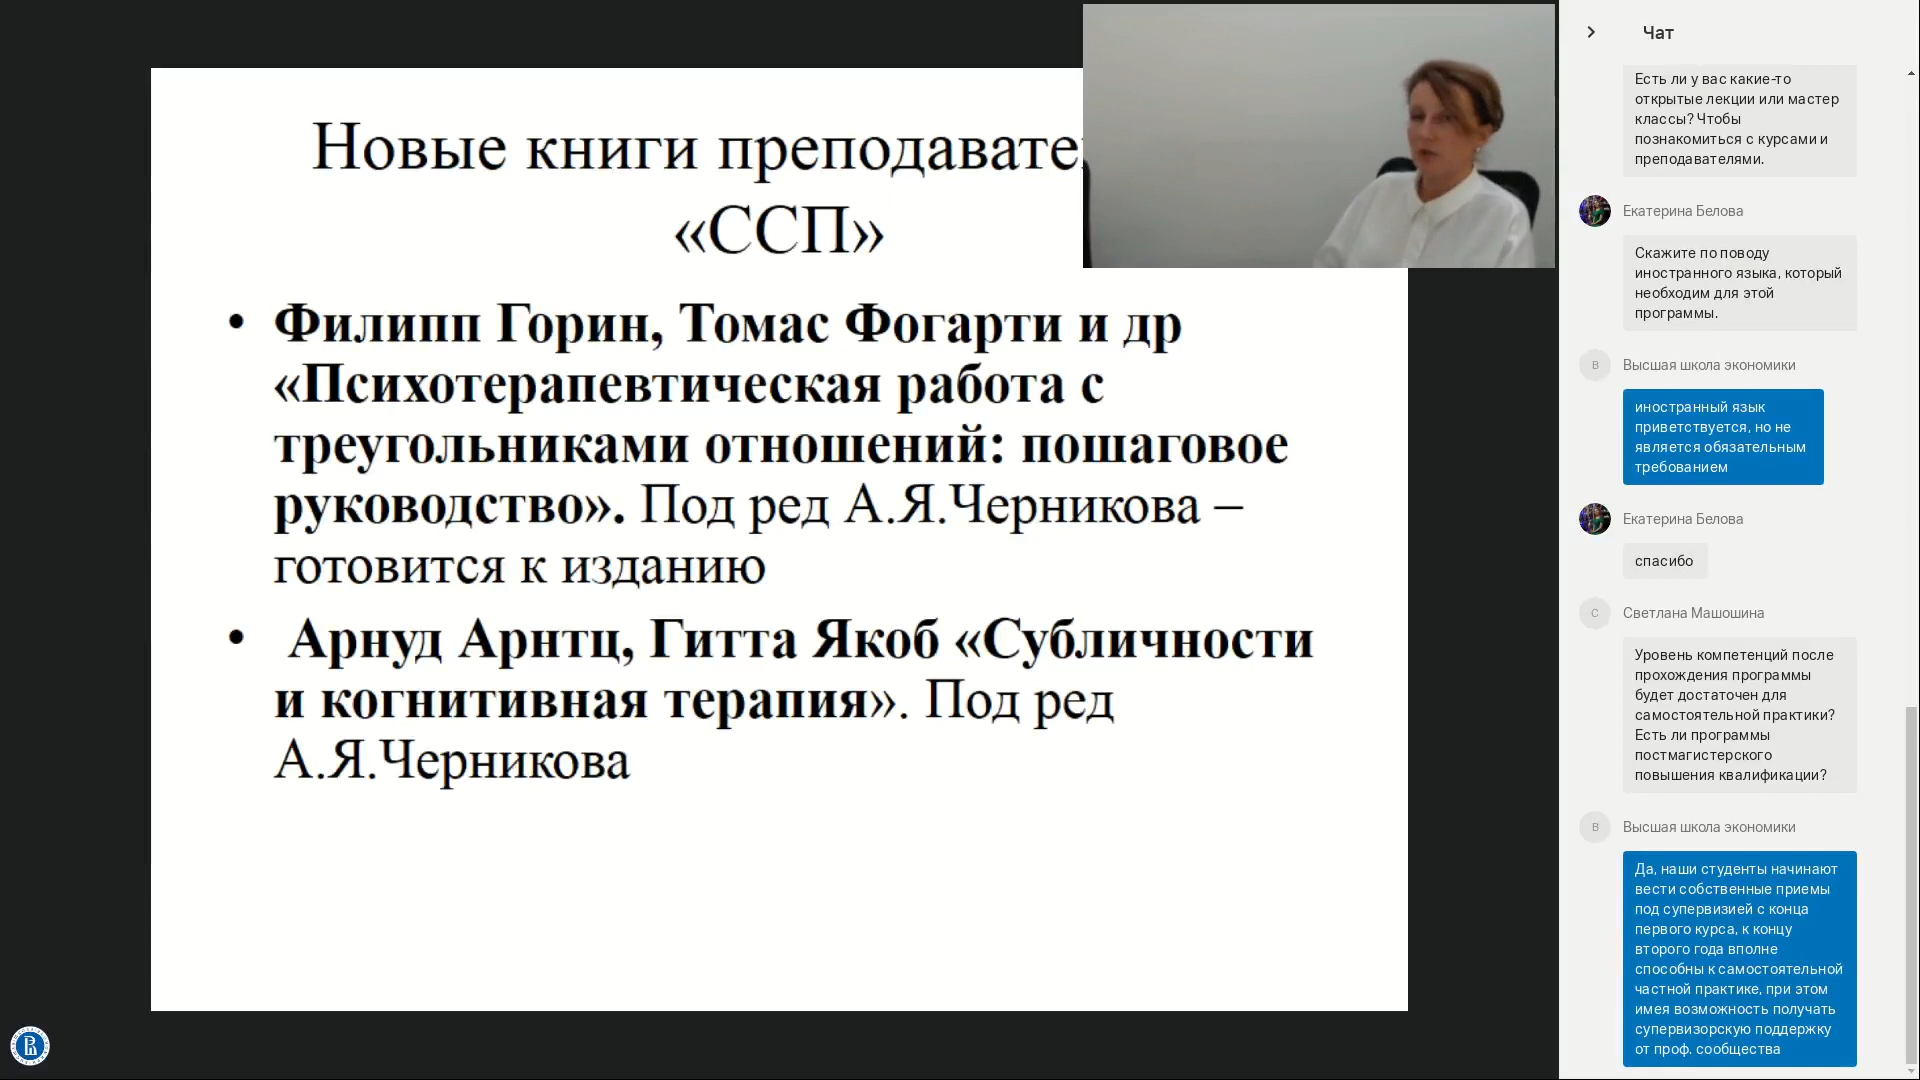 Новые книги преподавате
«ССП»
• Филипп Горин, Томас Фогарти и др
«Психотерапевтическая работа с
треугольниками отношений: пошаговое
руководство». Под ред А.Я.Черникова –
готовится к изданию
• Арнуд Арнтц, Гитта Якоб «Субличности
и когнитивная терапия». Под ред
А.Я.Черникова
Чат
Есть ли у вас какие-то
открытые лекции или мастер
классы? Чтобы
познакомиться с курсами и
преподавателями.
Екатерина Белова
Скажите по поводу
иностранного языка, который
необходим для этой
программы.
В
Высшая школа экономики
иностранный язык
приветствуется, но не
является обязательным
требованием
Екатерина Белова
спасибо
С
Светлана Машошина
Уровень компетенций после
прохождения программы
будет достаточен для
самостоятельной практики?
Есть ли программы
постмагистерского
повышения квалификации?
В
Высшая школа экономики
Да, наши студенты начинают
вести собственные приемы
под супервизией с конца
первого курса, к концу
второго года вполне
способны к самостоятельной
частной практике, при этом
имея возможность получать
супервизорскую поддержку
от проф. сообщества